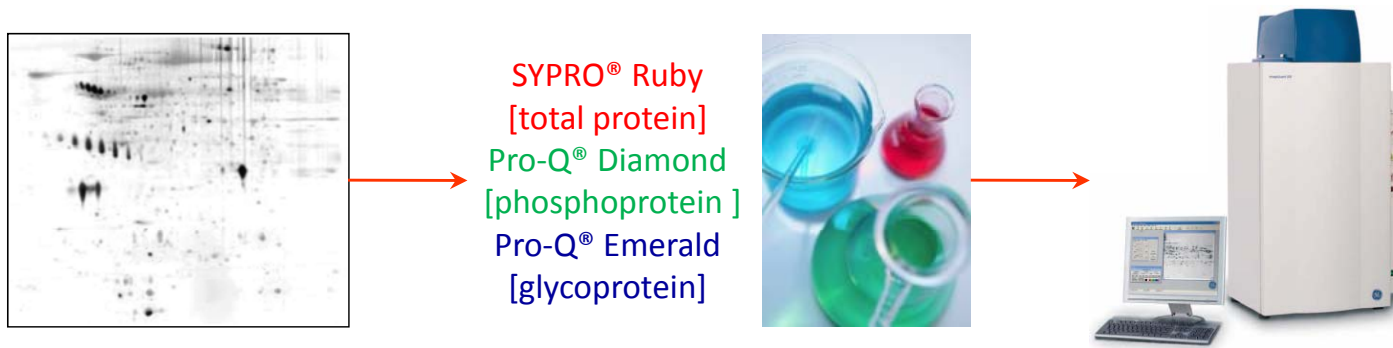 SYPRO® Ruby
[total protein]
Pro-Q® Diamond
[phosphoprotein ]
Pro-Q® Emerald
[glycoprotein]